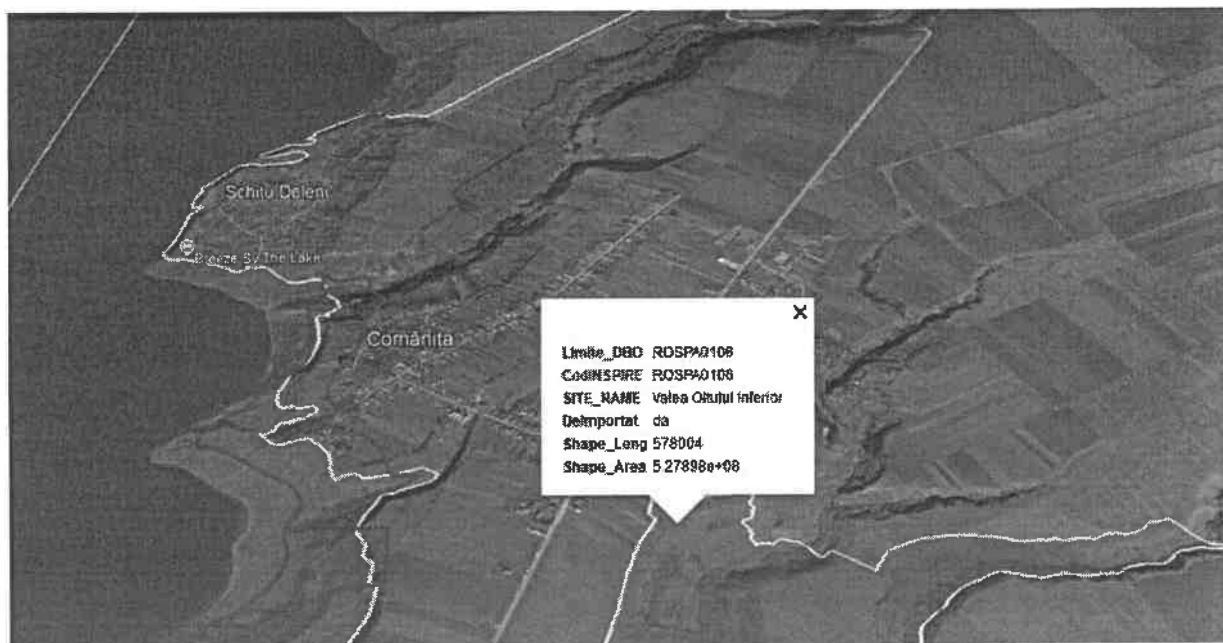 Schitu Deleni
Breeze By The Lake
Comănița
X
Limite_DBO ROSPA0106
CodINSPIRE ROSPA0106
SITE_NAME Valea Oltului Inferior
DeImportat da
Shape_Leng 578004
Shape_Area 5.27898e+08